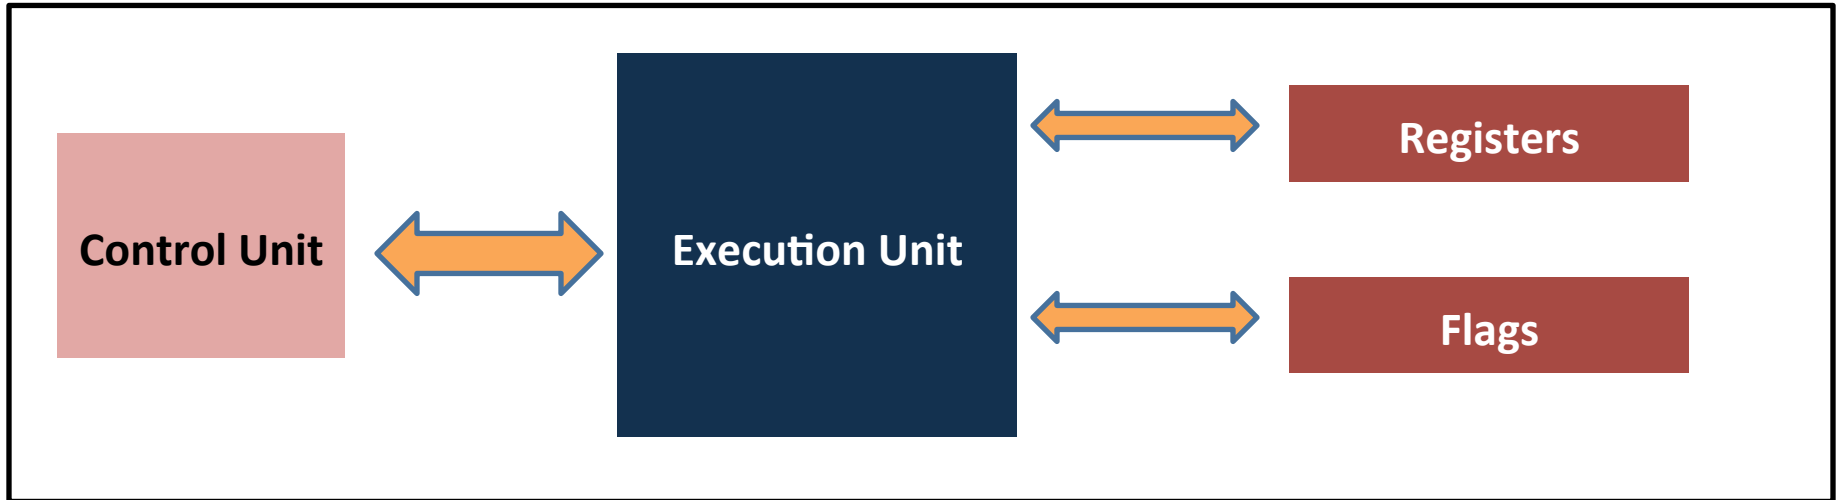 Control Unit
Execution Unit
Registers
Flags